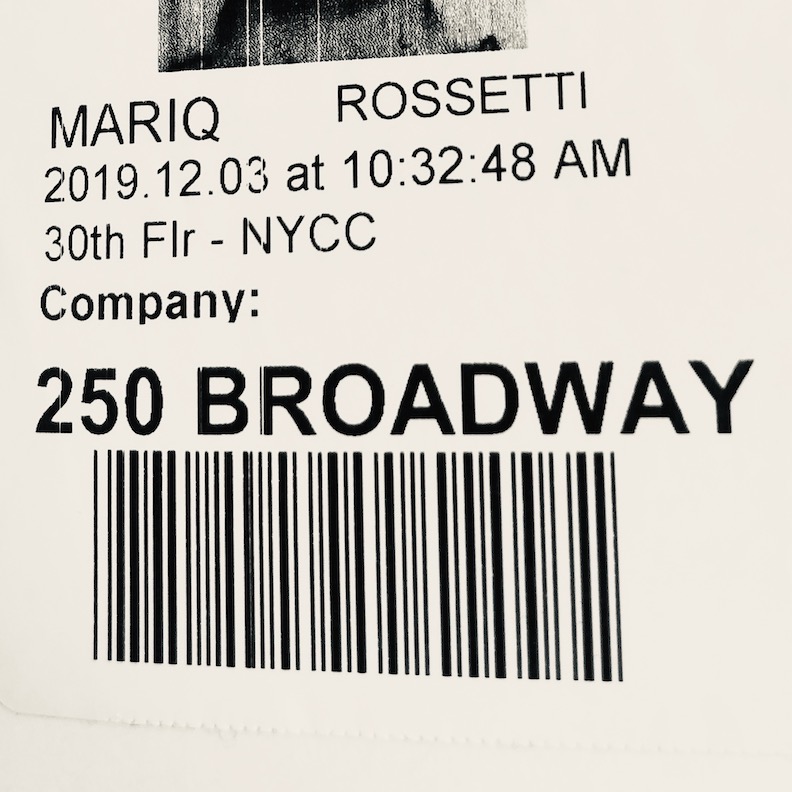 MARIQ ROSSETTI
2019.12.03 at 10:32:48 AM
30th Flr - NYCC
Company:
250 BROADWAY